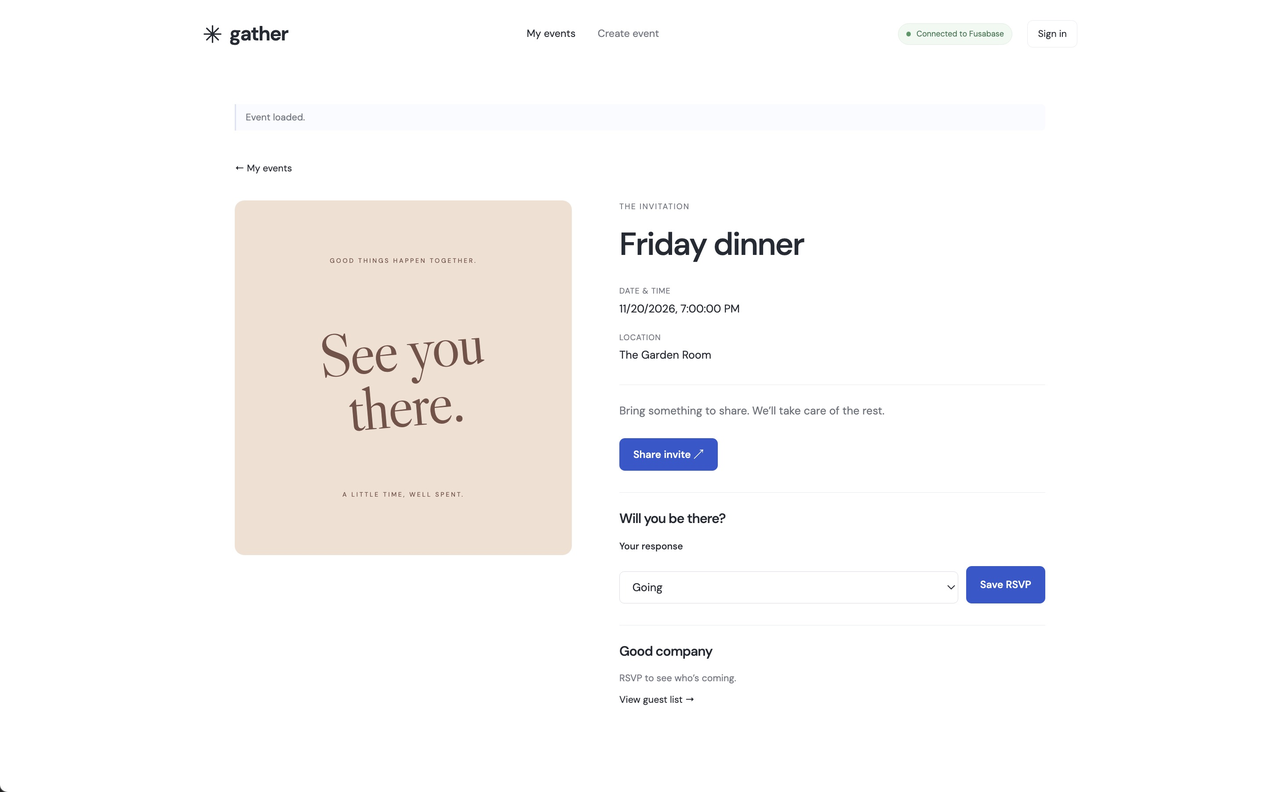 gather
My events
Create event
Connected to Fusabase
Sign in
Event loaded.
← My events
GOOD THINGS HAPPEN TOGETHER.
See you
there.
A LITTLE TIME, WELL SPENT.
THE INVITATION
Friday dinner
DATE & TIME
11/20/2026, 7:00:00 PM
LOCATION
The Garden Room
Bring something to share. We’ll take care of the rest.
Share invite ↗
Will you be there?
Your response
Going
Save RSVP
Good company
RSVP to see who’s coming.
View guest list →